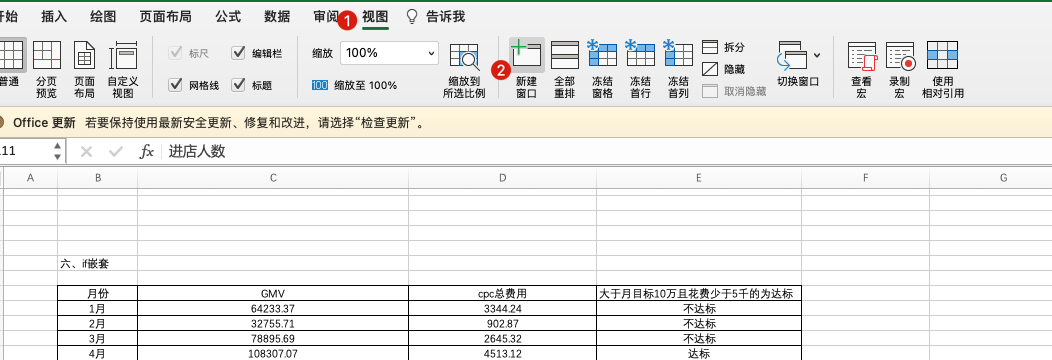 开始 插入 绘图 页面布局 公式 数据 审阅 1 视图 告诉我
普通 分页预览 页面布局 自定义视图
标尺 编辑栏
网格线 标题
缩放 100%
100 缩放至 100%
缩放到所选比例
2 新建窗口 全部重排 冻结窗格 冻结首行 冻结首列
拆分
隐藏
取消隐藏
切换窗口 查看宏 录制宏 使用相对引用
Office 更新 若要保持使用最新安全更新、修复和改进，请选择“检查更新”。
11 fx 进店人数
A B C D E F G
六、if嵌套
月份 GMV cpc总费用 大于月目标10万且花费少于5千的为达标
1月 64233.37 3344.24 不达标
2月 32755.71 902.87 不达标
3月 78895.69 2645.32 不达标
4月 108307.07 4513.12 达标